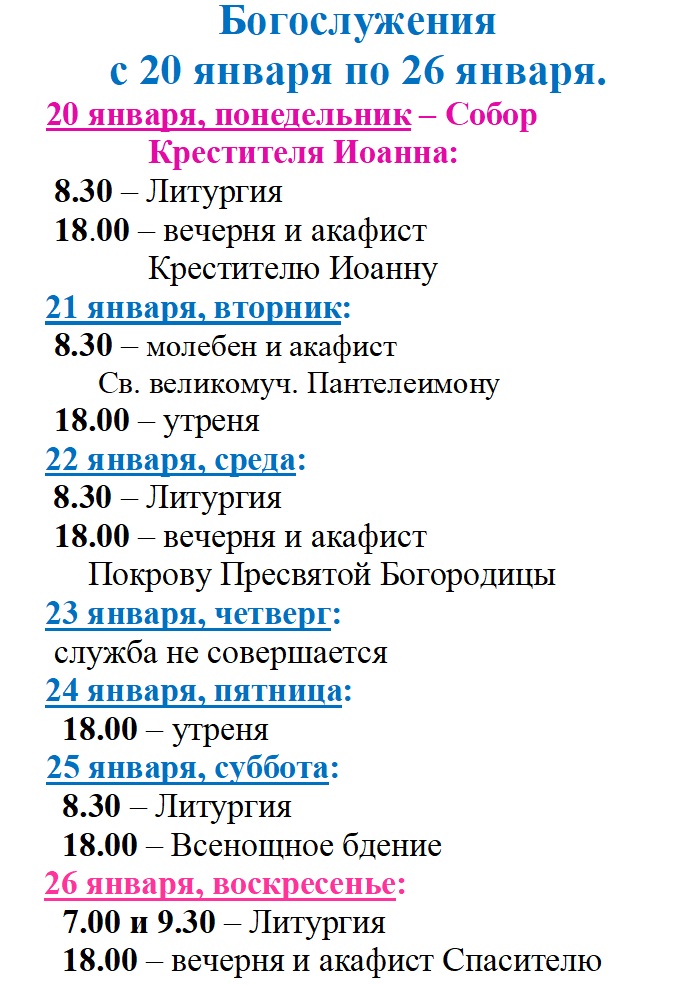 Богослужения
с 20 января по 26 января.
20 января, понедельник – Собор
Крестителя Иоанна:
8.30 – Литургия
18.00 – вечерня и акафист
Крестителю Иоанну
21 января, вторник:
8.30 – молебен и акафист
Св. великомуч. Пантелеимону
18.00 – утреня
22 января, среда:
8.30 – Литургия
18.00 – вечерня и акафист
Покрову Пресвятой Богородицы
23 января, четверг:
служба не совершается
24 января, пятница:
18.00 – утреня
25 января, суббота:
8.30 – Литургия
18.00 – Всенощное бдение
26 января, воскресенье:
7.00 и 9.30 – Литургия
18.00 – вечерня и акафист Спасителю